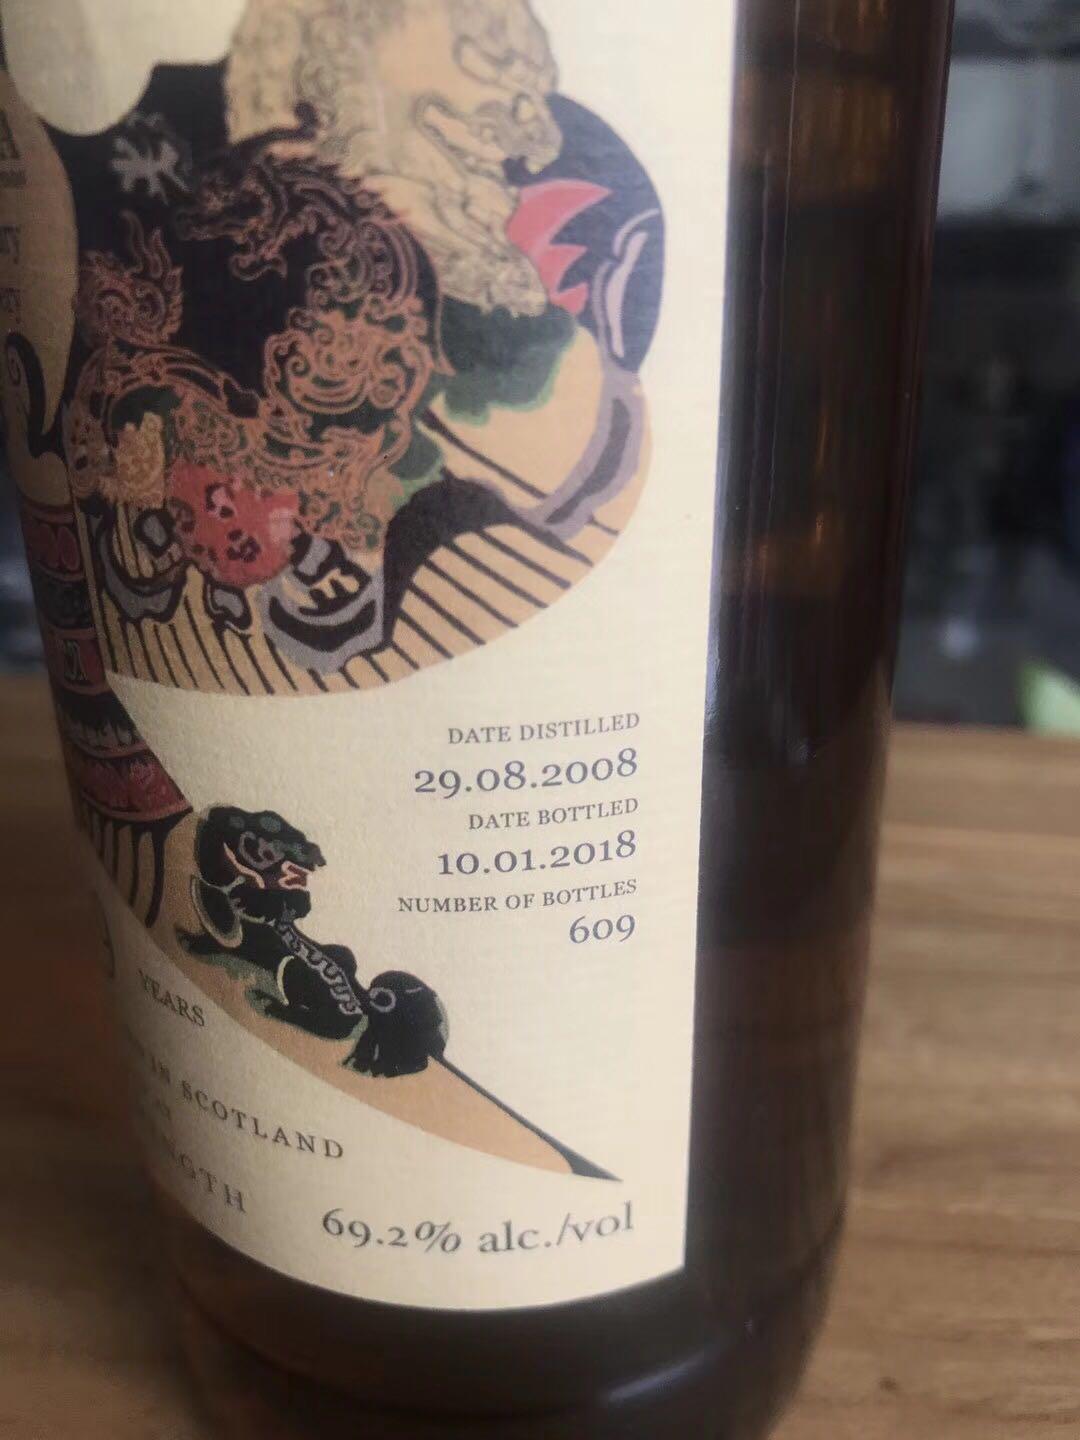 DATE DISTILLED
29.08.2008
DATE BOTTLED
10.01.2018
NUMBER OF BOTTLES
609
YEARS
IN SCOTLAND
69.2% alc./vol